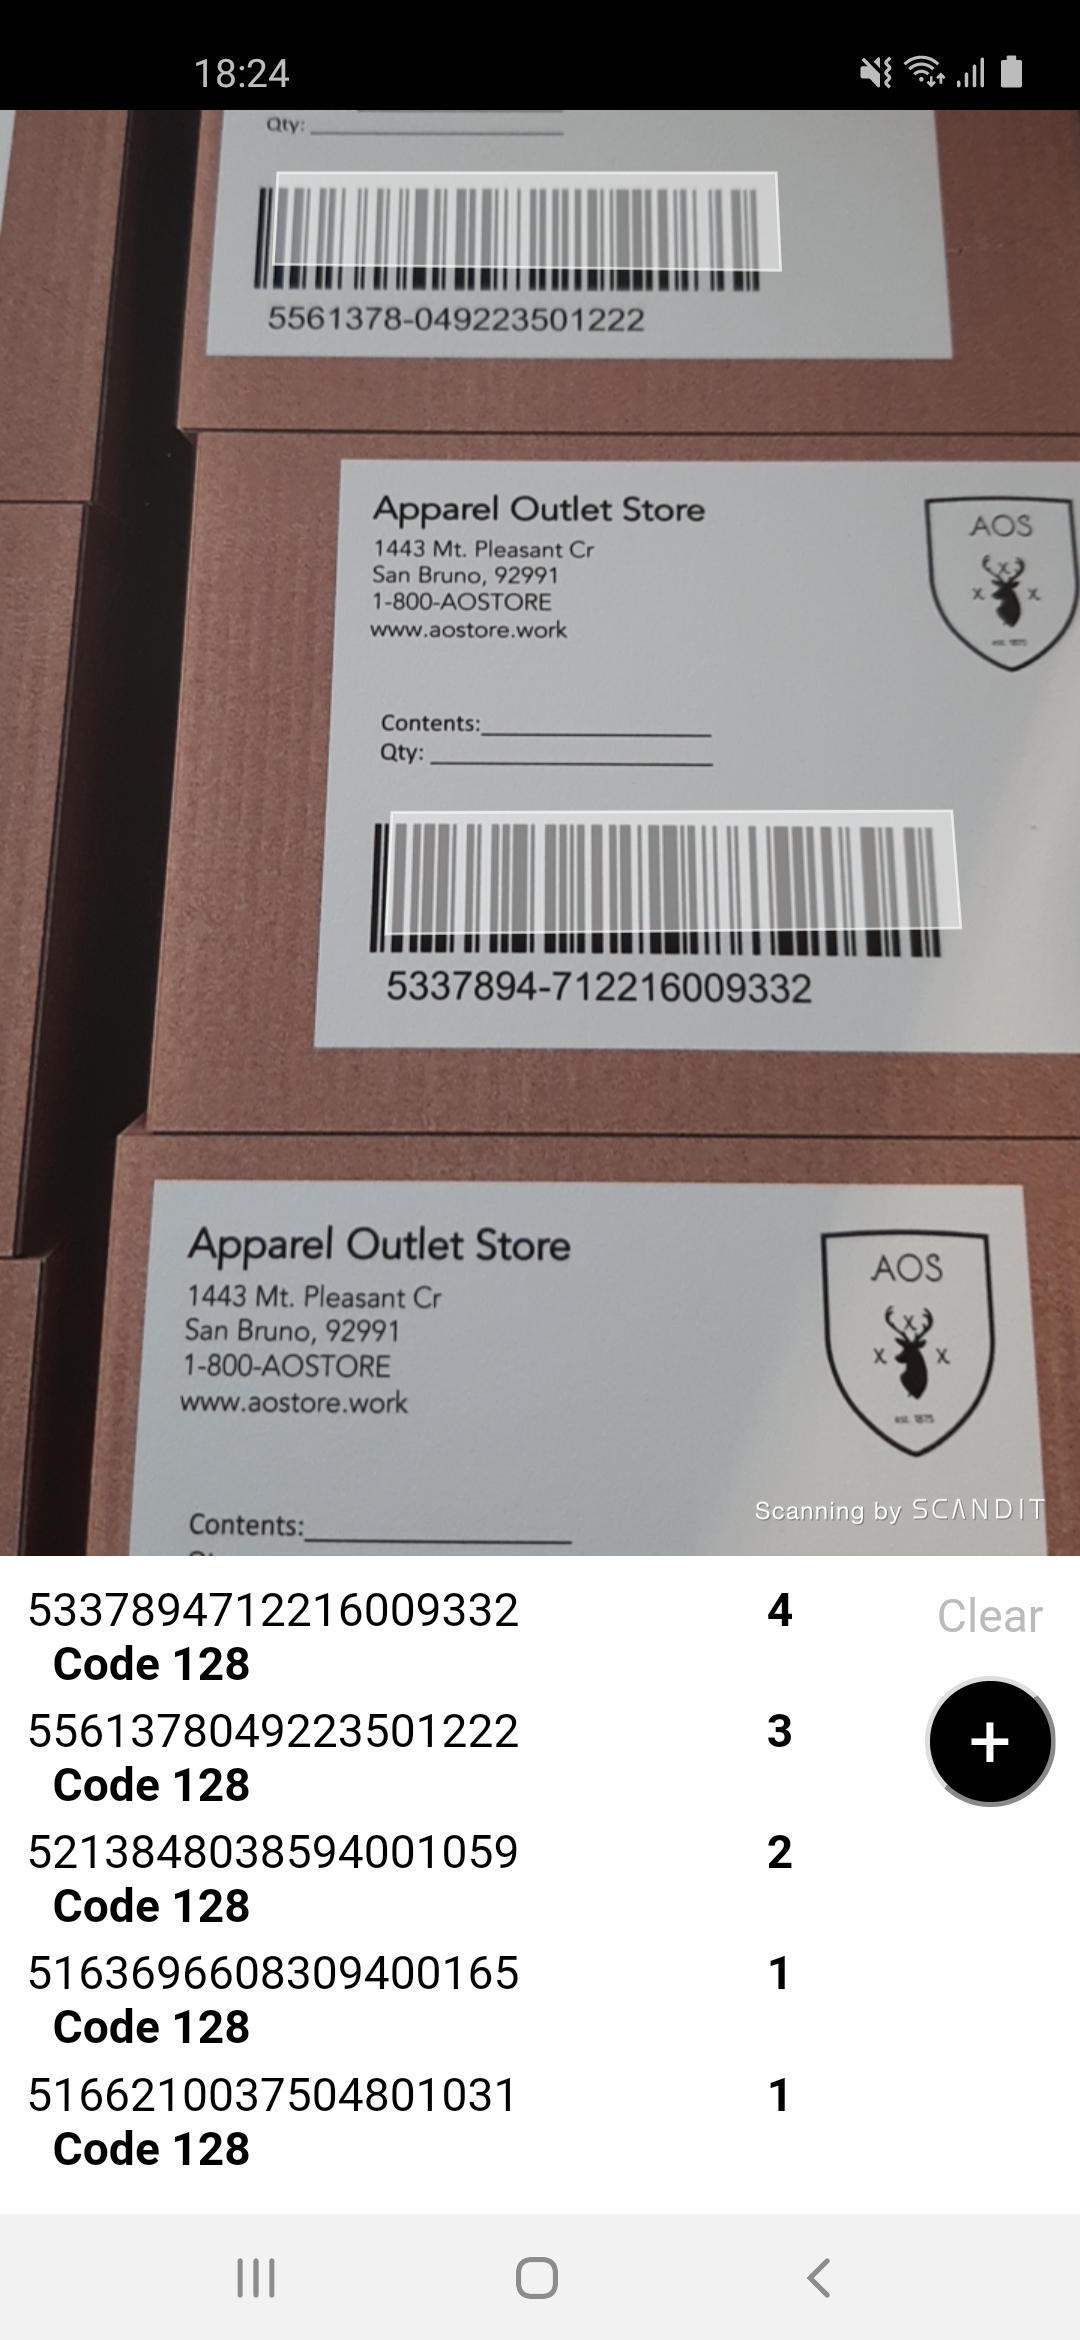 18:24
Qty:
5561378-049223501222
Apparel Outlet Store
1443 Mt. Pleasant Cr
San Bruno, 92991
1-800-AOSTORE
www.aostore.work
AOS
X X X
Contents:
Qty:
5337894-712216009332
Apparel Outlet Store
1443 Mt. Pleasant Cr
San Bruno, 92991
1-800-AOSTORE
www.aostore.work
AOS
X
X X
est. 1875
Contents:
Scanning by SCANDIT
5337894712216009332 4 Clear
Code 128
5561378049223501222 3
Code 128
+
5213848038594001059 2
Code 128
5163696608309400165 1
Code 128
5166210037504801031 1
Code 128